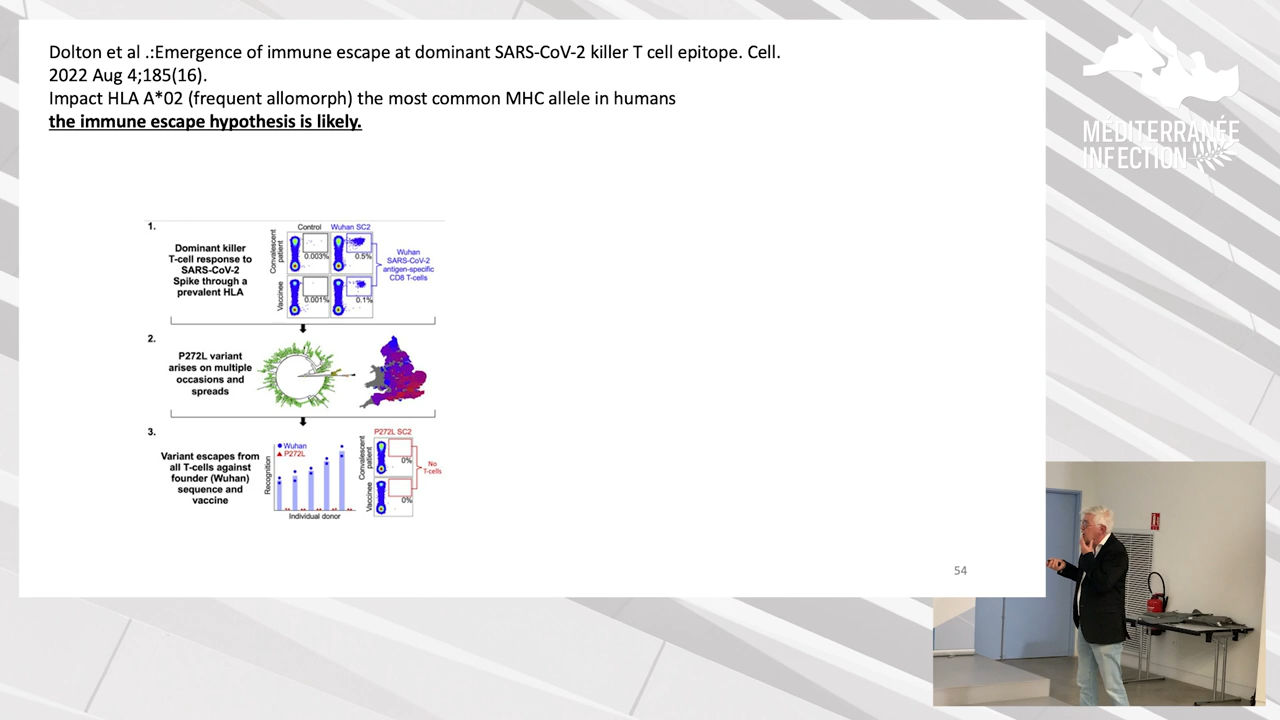 Dolton et al .:Emergence of immune escape at dominant SARS-CoV-2 killer T cell epitope. Cell.
2022 Aug 4;185(16).
Impact HLA A*02 (frequent allomorph) the most common MHC allele in humans
the immune escape hypothesis is likely.
MÉDITERRANÉE
INFECTION
1.
Dominant killer
T-cell response to
SARS-CoV-2
Spike through a
prevalent HLA
Control
Wuhan SC2
Convalescent
patient
0.003%
0.5%
Vaccinee
0.001%
0.1%
Wuhan
SARS-CoV-2
antigen-specific
CD8 T-cells
2.
P272L variant
arises on multiple
occasions and
spreads
3.
Variant escapes from
all T-cells against
founder (Wuhan)
sequence and
vaccine
Wuhan
P272L
Recognition
Individual donor
P272L SC2
Convalescent
patient
0%
Vaccinee
0%
No
T-cells
54